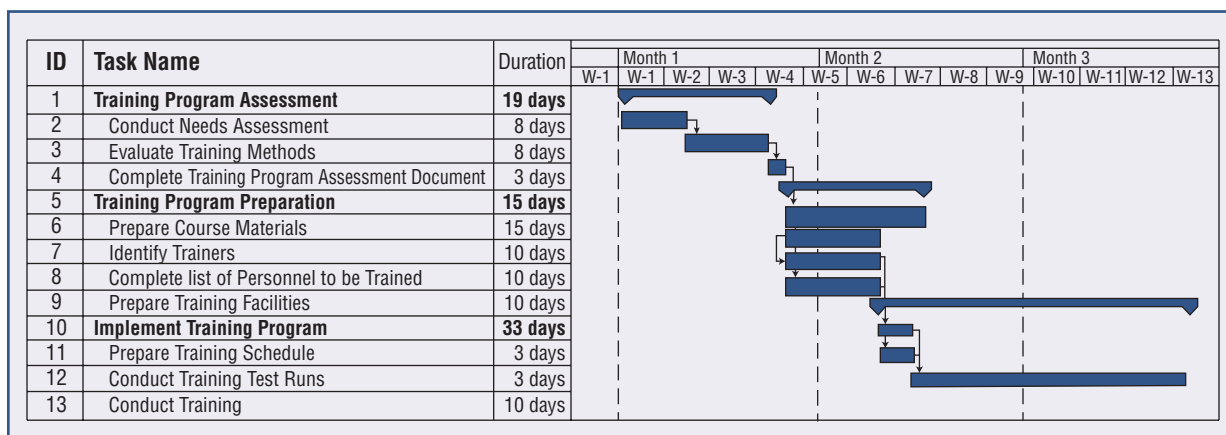 ID Task Name Duration Month 1 Month 2 Month 3
W-1 W-1 W-2 W-3 W-4 W-5 W-6 W-7 W-8 W-9 W-10 W-11 W-12 W-13
1 Training Program Assessment 19 days
2 Conduct Needs Assessment 8 days
3 Evaluate Training Methods 8 days
4 Complete Training Program Assessment Document 3 days
5 Training Program Preparation 15 days
6 Prepare Course Materials 15 days
7 Identify Trainers 10 days
8 Complete list of Personnel to be Trained 10 days
9 Prepare Training Facilities 10 days
10 Implement Training Program 33 days
11 Prepare Training Schedule 3 days
12 Conduct Training Test Runs 3 days
13 Conduct Training 10 days